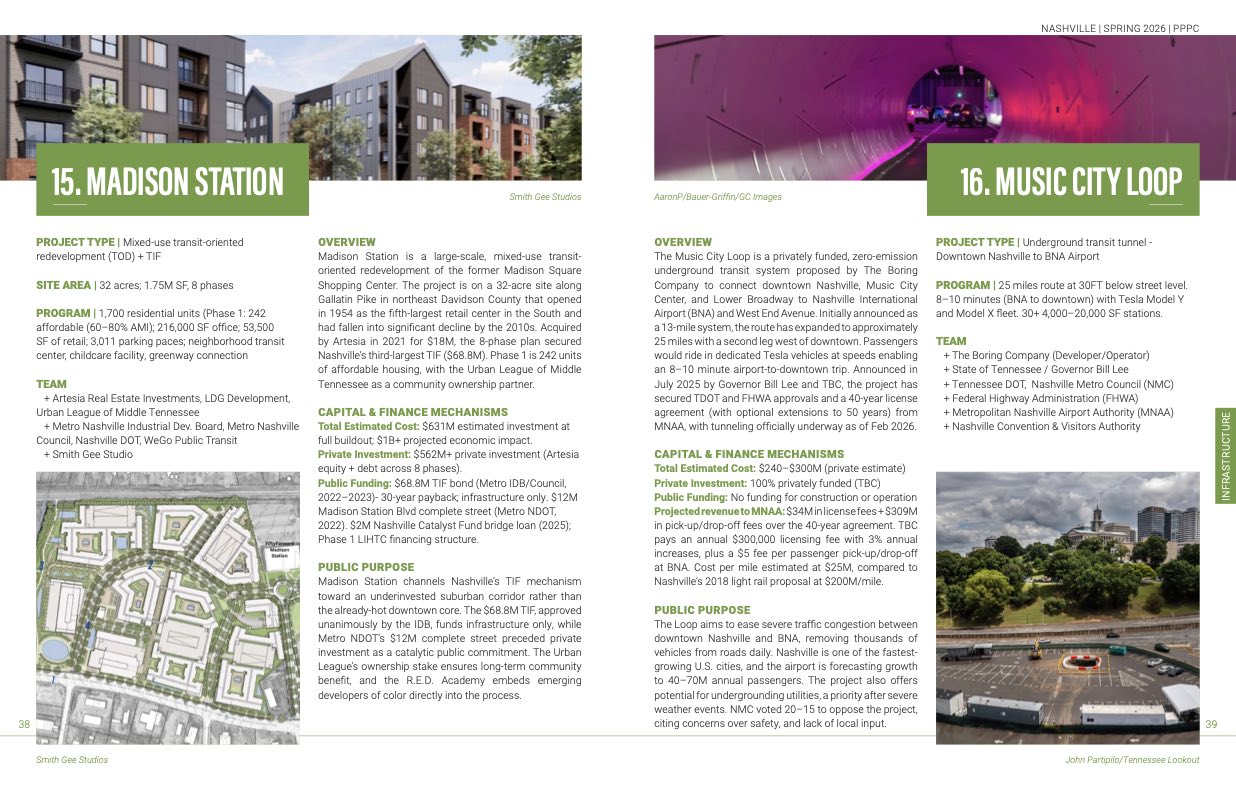 NASHVILLE | SPRING 2026 | PPPC
15. MADISON STATION
Smith Gee Studios
PROJECT TYPE | Mixed-use transit-oriented
redevelopment (TOD) + TIF
SITE AREA | 32 acres; 1.75M SF, 8 phases
PROGRAM | 1,700 residential units (Phase 1: 242
affordable (60–80% AMI); 216,000 SF office; 53,500
SF of retail; 3,011 parking paces; neighborhood transit
center, childcare facility, greenway connection
TEAM
+ Artesia Real Estate Investments, LDG Development,
Urban League of Middle Tennessee
+ Metro Nashville Industrial Dev. Board, Metro Nashville
Council, Nashville DOT, WeGo Public Transit
+ Smith Gee Studio
FiftyForward
Madison
Station
38
Smith Gee Studios
OVERVIEW
Madison Station is a large-scale, mixed-use transit-
oriented redevelopment of the former Madison Square
Shopping Center. The project is on a 32-acre site along
Gallatin Pike in northeast Davidson County that opened
in 1954 as the fifth-largest retail center in the South and
had fallen into significant decline by the 2010s. Acquired
by Artesia in 2021 for $18M, the 8-phase plan secured
Nashville's third-largest TIF ($68.8M). Phase 1 is 242 units
of affordable housing, with the Urban League of Middle
Tennessee as a community ownership partner.
CAPITAL & FINANCE MECHANISMS
Total Estimated Cost: $631M estimated investment at
full buildout; $1B+ projected economic impact.
Private Investment: $562M+ private investment (Artesia
equity + debt across 8 phases).
Public Funding: $68.8M TIF bond (Metro IDB/Council,
2022–2023)- 30-year payback; infrastructure only. $12M
Madison Station Blvd complete street (Metro NDOT,
2022). $2M Nashville Catalyst Fund bridge loan (2025);
Phase 1 LIHTC financing structure.
PUBLIC PURPOSE
Madison Station channels Nashville's TIF mechanism
toward an underinvested suburban corridor rather than
the already-hot downtown core. The $68.8M TIF, approved
unanimously by the IDB, funds infrastructure only, while
Metro NDOT's $12M complete street preceded private
investment as a catalytic public commitment. The Urban
League's ownership stake ensures long-term community
benefit, and the R.E.D. Academy embeds emerging
developers of color directly into the process.
16. MUSIC CITY LOOP
AaronP/Bauer-Griffin/GC Images
OVERVIEW
The Music City Loop is a privately funded, zero-emission
underground transit system proposed by The Boring
Company to connect downtown Nashville, Music City
Center, and Lower Broadway to Nashville International
Airport (BNA) and West End Avenue. Initially announced as
a 13-mile system, the route has expanded to approximately
25 miles with a second leg west of downtown. Passengers
would ride in dedicated Tesla vehicles at speeds enabling
an 8–10 minute airport-to-downtown trip. Announced in
July 2025 by Governor Bill Lee and TBC, the project has
secured TDOT and FHWA approvals and a 40-year license
agreement (with optional extensions to 50 years) from
MNAA, with tunneling officially underway as of Feb 2026.
CAPITAL & FINANCE MECHANISMS
Total Estimated Cost: $240–$300M (private estimate)
Private Investment: 100% privately funded (TBC)
Public Funding: No funding for construction or operation
Projected revenue to MNAA: $34M in license fees + $309M
in pick-up/drop-off fees over the 40-year agreement. TBC
pays an annual $300,000 licensing fee with 3% annual
increases, plus a $5 fee per passenger pick-up/drop-off
at BNA. Cost per mile estimated at $25M, compared to
Nashville's 2018 light rail proposal at $200M/mile.
PUBLIC PURPOSE
The Loop aims to ease severe traffic congestion between
downtown Nashville and BNA, removing thousands of
vehicles from roads daily. Nashville is one of the fastest-
growing U.S. cities, and the airport is forecasting growth
to 40–70M annual passengers. The project also offers
potential for undergrounding utilities, a priority after severe
weather events. NMC voted 20–15 to oppose the project,
citing concerns over safety, and lack of local input.
PROJECT TYPE | Underground transit tunnel -
Downtown Nashville to BNA Airport
PROGRAM | 25 miles route at 30FT below street level.
8–10 minutes (BNA to downtown) with Tesla Model Y
and Model X fleet. 30+ 4,000–20,000 SF stations.
TEAM
+ The Boring Company (Developer/Operator)
+ State of Tennessee / Governor Bill Lee
+ Tennessee DOT, Nashville Metro Council (NMC)
+ Federal Highway Administration (FHWA)
+ Metropolitan Nashville Airport Authority (MNAA)
+ Nashville Convention & Visitors Authority
INFRASTRUCTURE
39
John Partipilo/Tennessee Lookout